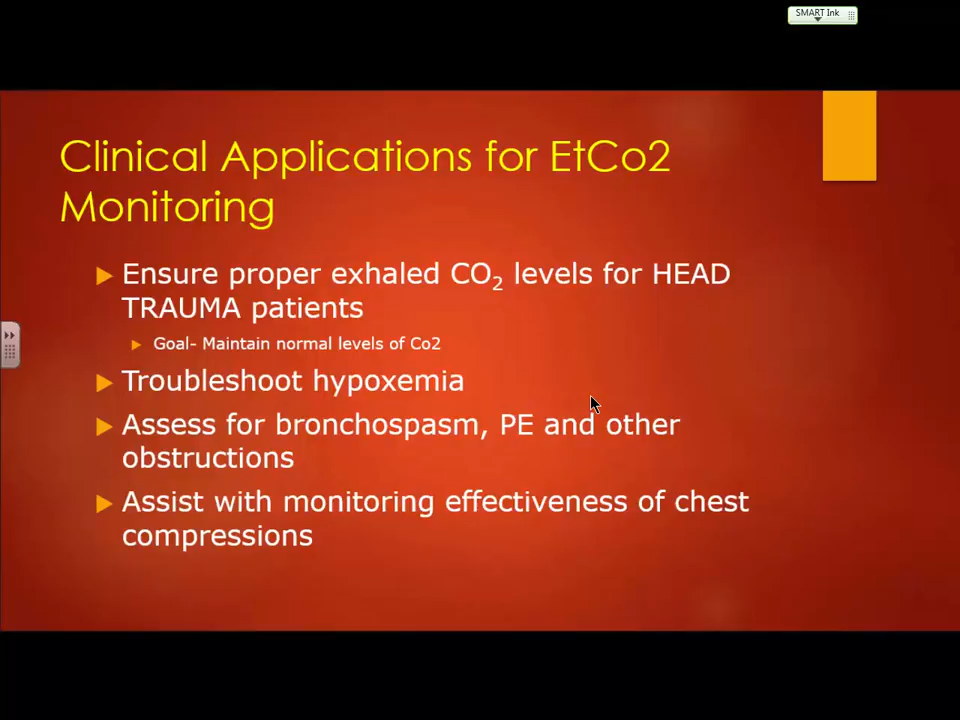 SMART Ink
Clinical Applications for EtCo2
Monitoring
Ensure proper exhaled CO₂ levels for HEAD
TRAUMA patients
Goal- Maintain normal levels of Co2
Troubleshoot hypoxemia
Assess for bronchospasm, PE and other
obstructions
Assist with monitoring effectiveness of chest
compressions